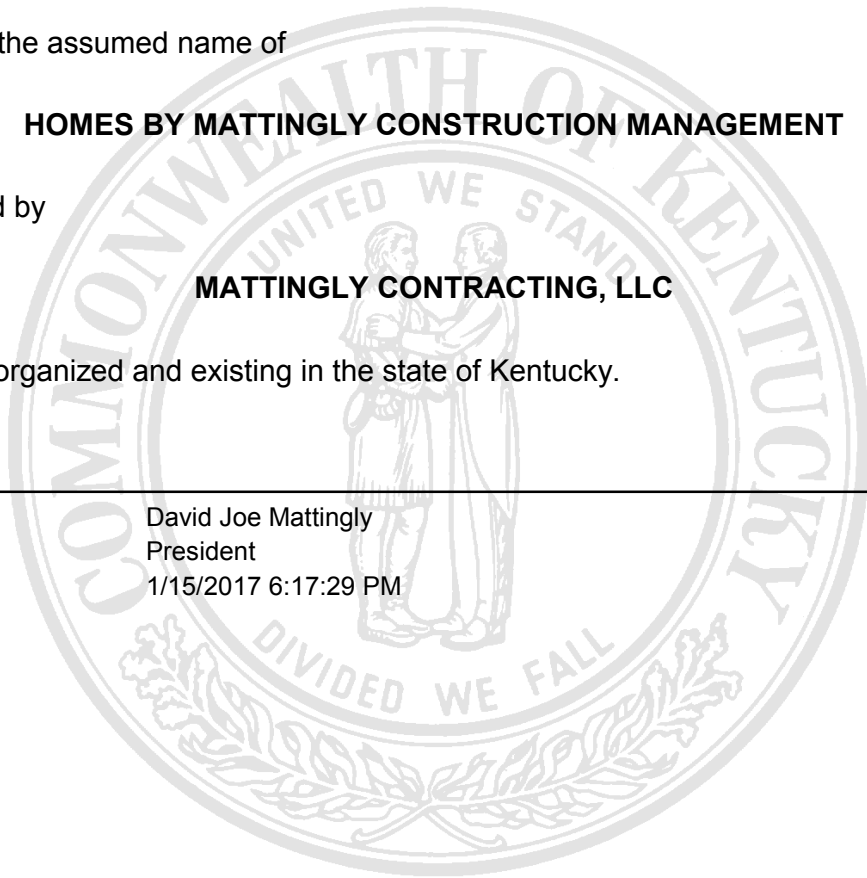 the assumed name of
HOMES BY MATTINGLY CONSTRUCTION MANAGEMENT
d by
MATTINGLY CONTRACTING, LLC
organized and existing in the state of Kentucky.
David Joe Mattingly
President
1/15/2017 6:17:29 PM
COMMONWEALTH OF KENTUCKY
UNITED WE STAND
DIVIDED WE FALL